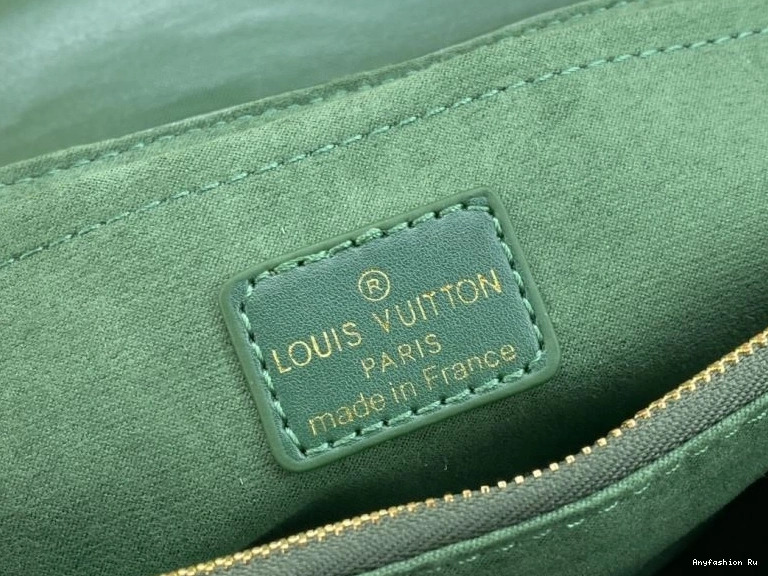 ®
LOUIS VUITTON
PARIS
made in France
Anyfashion Ru